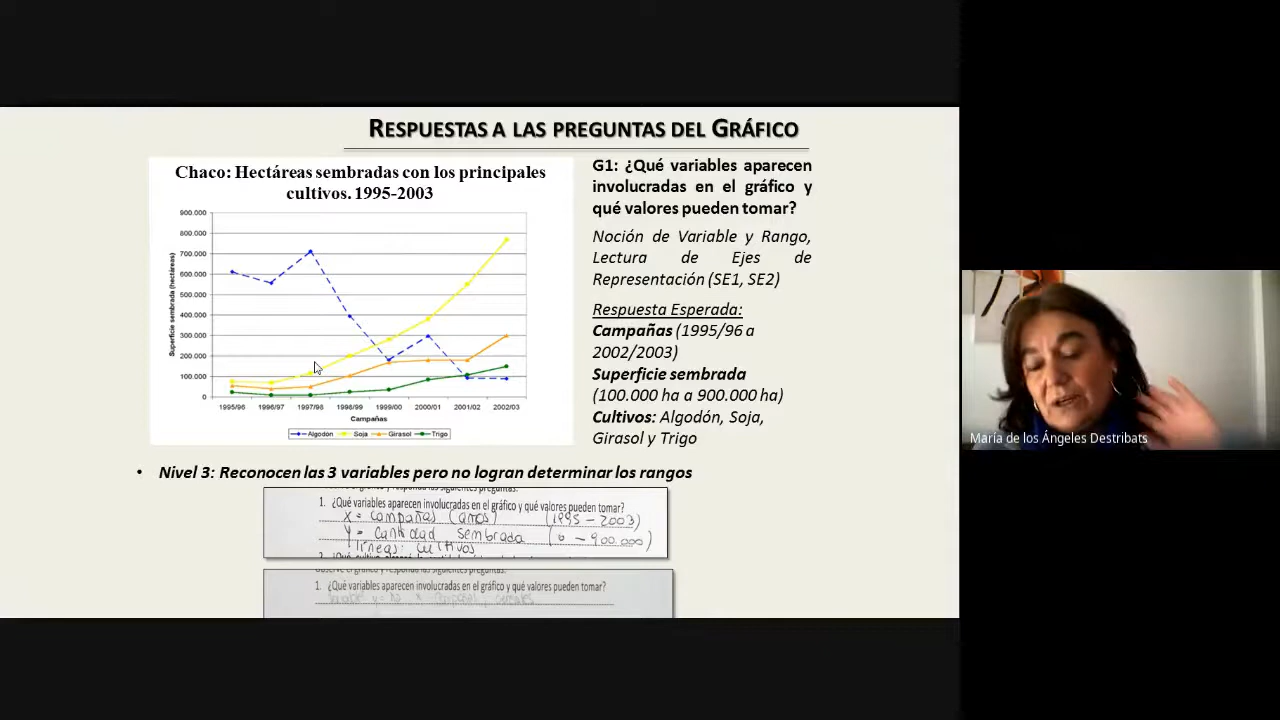 RESPUESTAS A LAS PREGUNTAS DEL GRÁFICO
Chaco: Hectáreas sembradas con los principales
cultivos. 1995-2003
900.000
800.000
700.000
600.000
500.000
400.000
300.000
200.000
100.000
0
Superficie sembrada (hectáreas)
1995/96 1996/97 1997/98 1998/99 1999/00 2000/01 2001/02 2002/03
Campañas
Algodón Soja Girasol Trigo
G1: ¿Qué variables aparecen
involucradas en el gráfico y
qué valores pueden tomar?
Noción de Variable y Rango,
Lectura de Ejes de
Representación (SE1, SE2)
Respuesta Esperada:
Campañas (1995/96 a
2002/2003)
Superficie sembrada
(100.000 ha a 900.000 ha)
Cultivos: Algodón, Soja,
Girasol y Trigo
• Nivel 3: Reconocen las 3 variables pero no logran determinar los rangos
1. ¿Qué variables aparecen involucradas en el gráfico y qué valores pueden tomar?
X = campañas (años) (1995 - 2003)
Y = cantidad sembrada (0 - 900.000)
líneas: cultivos
1. ¿Qué variables aparecen involucradas en el gráfico y qué valores pueden tomar?
María de los Ángeles Destribats